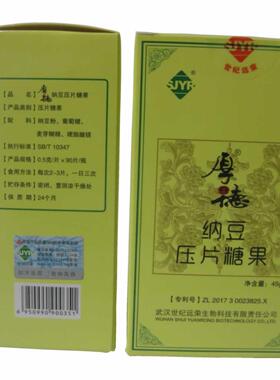 SJYR
【品 名】厚德 纳豆压片糖果
【产品类别】压片糖果
【配 料】纳豆粉、葡萄糖、
麦芽糊精、硬脂酸镁
【执行标准】SB/T 10347
【产品规格】0.5克/片×90片/瓶
【食用方法】每次2-3片，一日三次
【贮存条件】密闭，置阴凉干燥处
【保 质 期】24个月
SJYR
6950990900351
SJYR
世纪远荣
SJYR
厚德
纳豆
压片糖果
净含量：45g
【专利号】ZL 2017 3 0023825.X
武汉世纪远荣生物科技有限责任公司
WUHAN SHIJI YUANRONG BIOTECHNOLOGY CO.,LTD